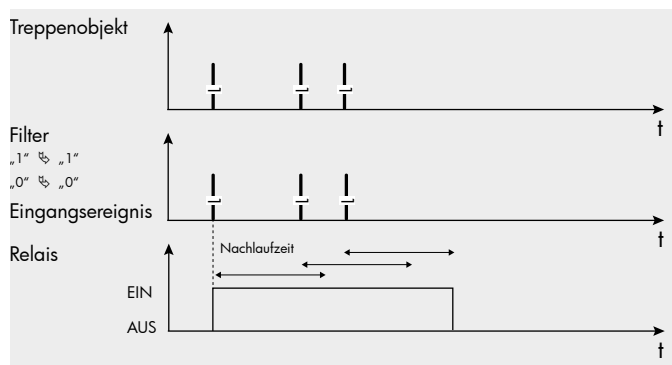 Treppenobjekt
t
Filter
„1“ ⮱ „1“
„0“ ⮱ „0“
Eingangsereignis
t
Relais
Nachlaufzeit
EIN
AUS
t